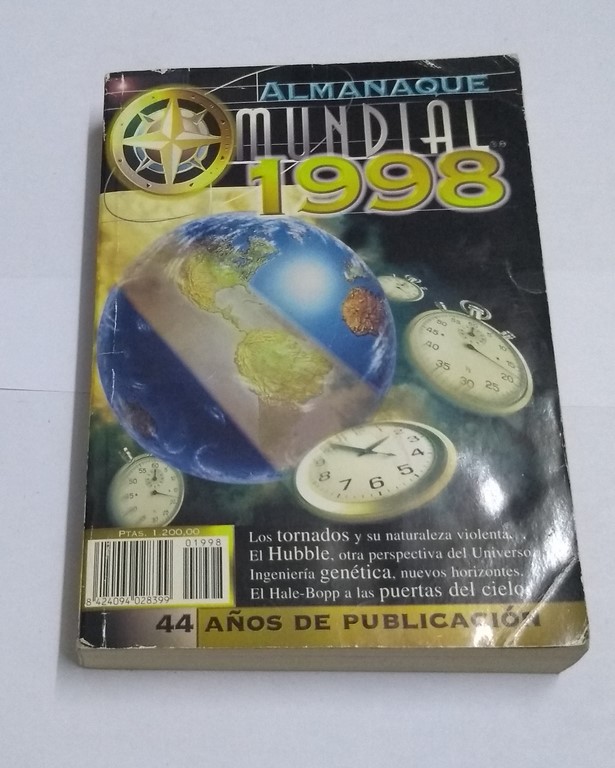 ALMANAQUE
MUNDIAL
1998
PTAS. 1.200,00
01998
8 424094 028399
Los tornados y su naturaleza violenta.
El Hubble, otra perspectiva del Universo
Ingeniería genética, nuevos horizontes.
El Hale-Bopp a las puertas del cielo
44 AÑOS DE PUBLICACIÓN